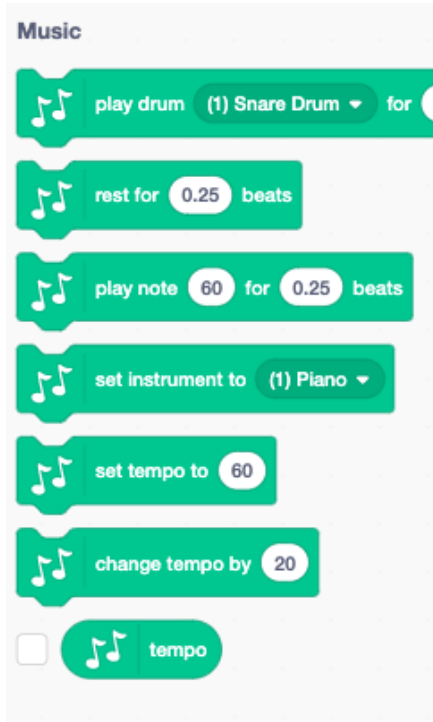 Music
play drum (1) Snare Drum for
rest for 0.25 beats
play note 60 for 0.25 beats
set instrument to (1) Piano
set tempo to 60
change tempo by 20
tempo